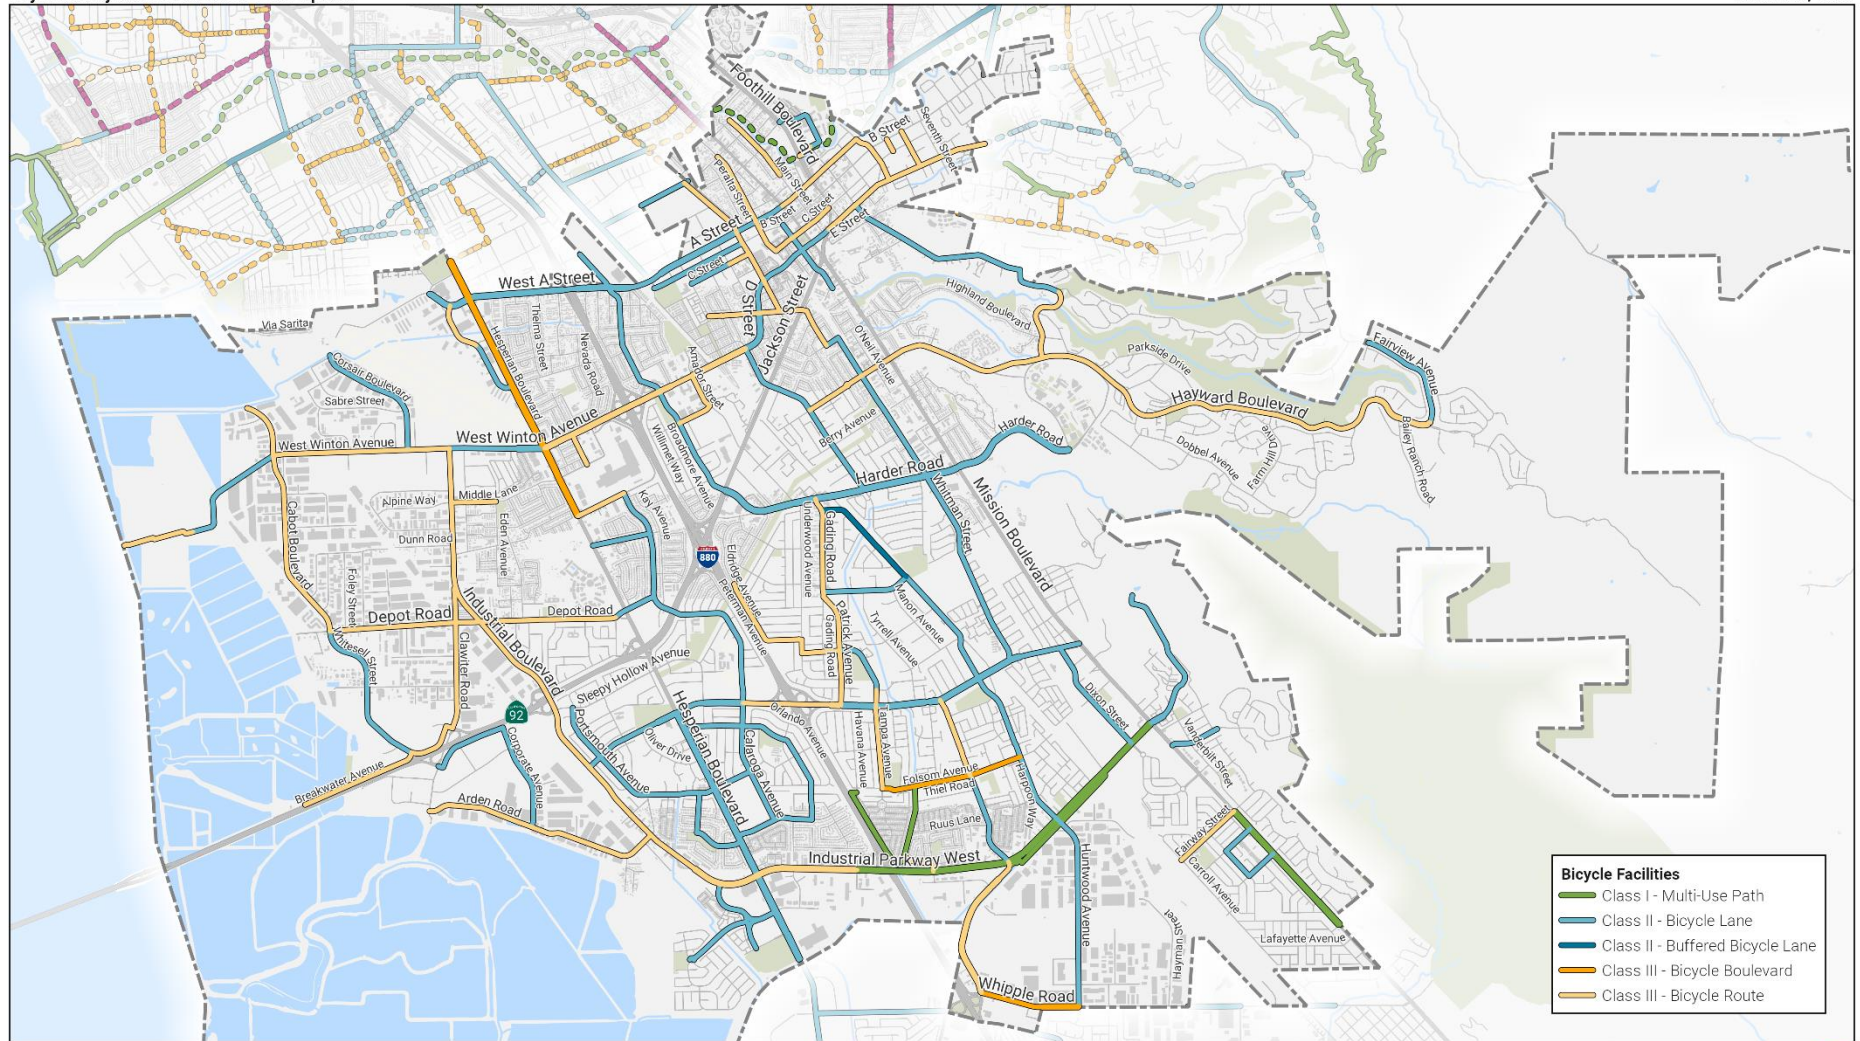 Foothill Boulevard
B Street
Seventh Street
Main Street
Peralta Street
B Street
C Street
A Street
E Street
West A Street
C Street
D Street
Jackson Street
Highland Boulevard
Via Sarita
Thelma Street
Hesperian Boulevard
Nevada Road
O'Neil Avenue
Parkside Drive
Fairview Avenue
Corsair Boulevard
Sabre Street
Amador Street
Hayward Boulevard
West Winton Avenue
West Winton Avenue
Broadmore Avenue
Willimet Way
Berry Avenue
Harder Road
Harder Road
Dobbel Avenue
Farm Hill Drive
Bailey Ranch Road
Alpine Way
Middle Lane
Kay Avenue
Whitman Street
Mission Boulevard
Cabot Boulevard
Dunn Road
Eden Avenue
Underwood Avenue
Gading Road
880
Eldridge Avenue
Peterman Avenue
Foley Street
Depot Road
Depot Road
Industrial Boulevard
Manon Avenue
Patrick Avenue
Gading Road
Tyrrell Avenue
Whitesell Street
Clawiter Road
Sleepy Hollow Avenue
92
Portsmouth Avenue
Hesperian Boulevard
Orlando Avenue
Havana Avenue
Tampa Avenue
Dixon Street
Vanderbilt Street
Corporate Avenue
Oliver Drive
Calaroga Avenue
Breakwater Avenue
Folsom Avenue
Thiel Road
Harpoon Way
Arden Road
Ruus Lane
Fairway Street
Industrial Parkway West
Carroll Avenue
Huntwood Avenue
Lafayette Avenue
Hayman Street
Whipple Road
Bicycle Facilities
Class I - Multi-Use Path
Class II - Bicycle Lane
Class II - Buffered Bicycle Lane
Class III - Bicycle Boulevard
Class III - Bicycle Route